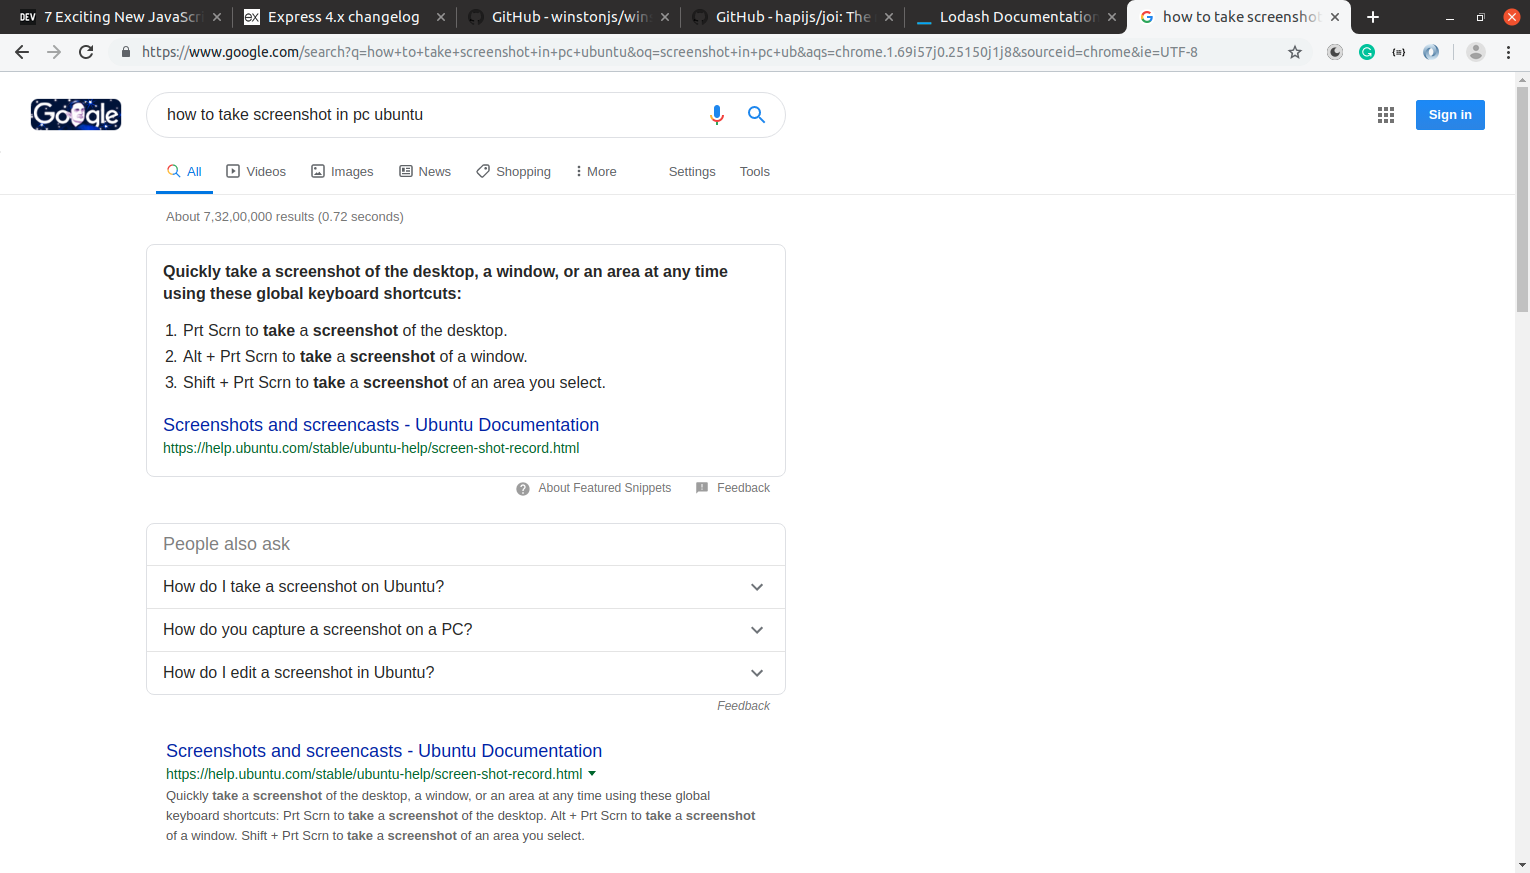 DEV 7 Exciting New JavaScri
ex Express 4.x changelog
GitHub - winstonjs/wins
GitHub - hapijs/joi: The
Lodash Documentation
how to take screenshot
https://www.google.com/search?q=how+to+take+screenshot+in+pc+ubuntu&oq=screenshot+in+pc+ub&aqs=chrome.1.69i57j0.25150j1j8&sourceid=chrome&ie=UTF-8
Google
how to take screenshot in pc ubuntu
Sign in
All Videos Images News Shopping More Settings Tools
About 7,32,00,000 results (0.72 seconds)
Quickly take a screenshot of the desktop, a window, or an area at any time
using these global keyboard shortcuts:
1. Prt Scrn to take a screenshot of the desktop.
2. Alt + Prt Scrn to take a screenshot of a window.
3. Shift + Prt Scrn to take a screenshot of an area you select.
Screenshots and screencasts - Ubuntu Documentation
https://help.ubuntu.com/stable/ubuntu-help/screen-shot-record.html
About Featured Snippets Feedback
People also ask
How do I take a screenshot on Ubuntu?
How do you capture a screenshot on a PC?
How do I edit a screenshot in Ubuntu?
Feedback
Screenshots and screencasts - Ubuntu Documentation
https://help.ubuntu.com/stable/ubuntu-help/screen-shot-record.html
Quickly take a screenshot of the desktop, a window, or an area at any time using these global
keyboard shortcuts: Prt Scrn to take a screenshot of the desktop. Alt + Prt Scrn to take a screenshot
of a window. Shift + Prt Scrn to take a screenshot of an area you select.